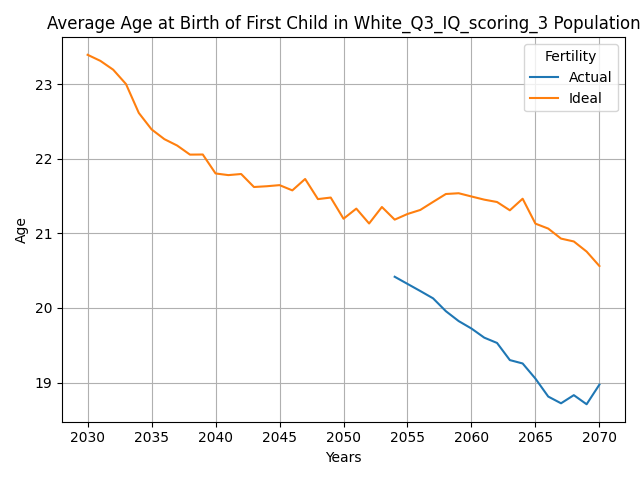 Average Age at Birth of First Child in White_Q3_IQ_scoring_3 Population
Fertility
Actual
Ideal
Age
23
22
21
20
19
2030 2035 2040 2045 2050 2055 2060 2065 2070
Years